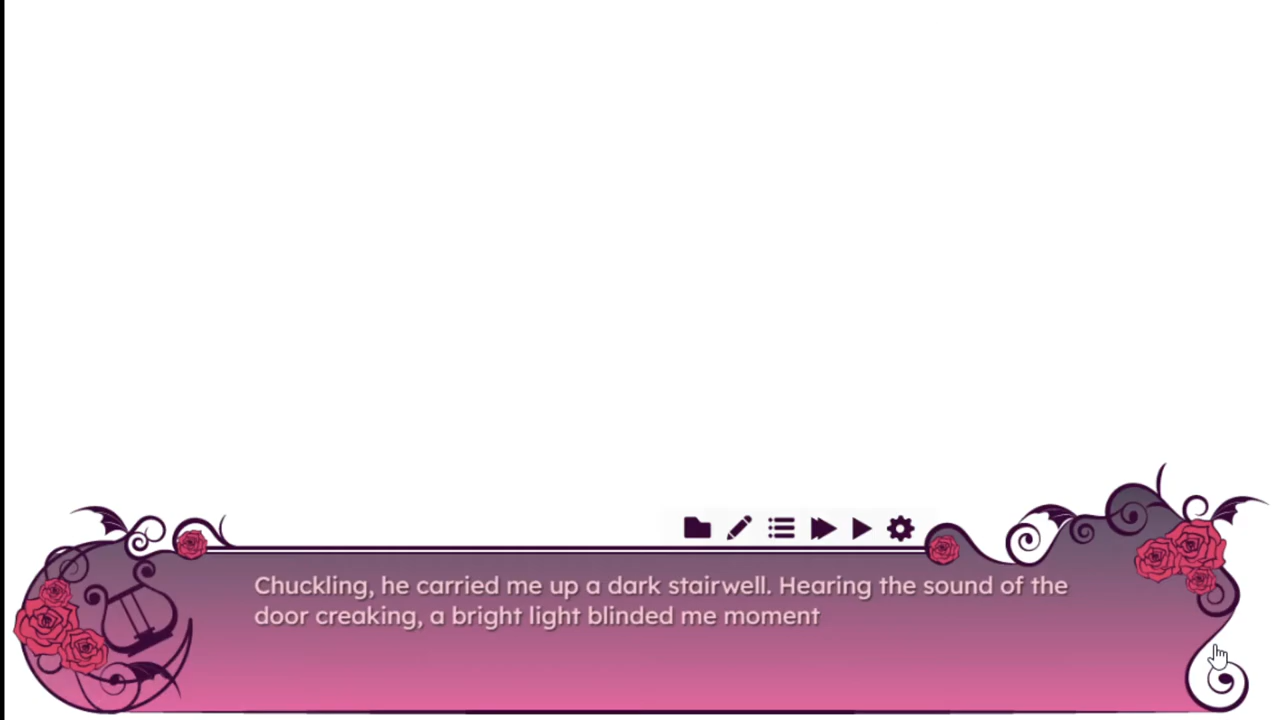 Chuckling, he carried me up a dark stairwell. Hearing the sound of the
door creaking, a bright light blinded me moment